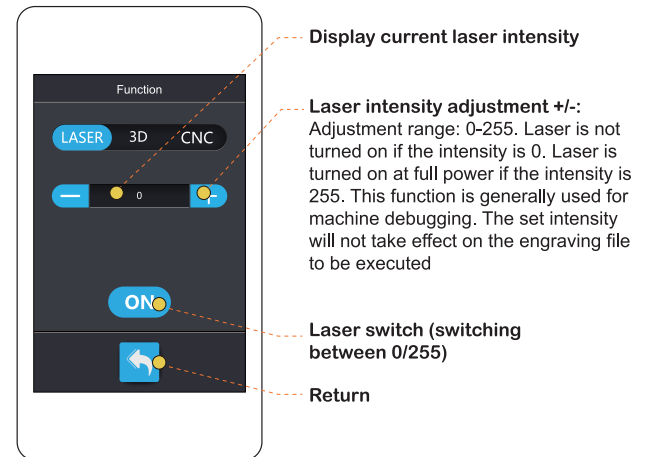 Display current laser intensity
Function
Laser intensity adjustment +/-:
LASER 3D CNC
Adjustment range: 0-255. Laser is not
turned on if the intensity is 0. Laser is
turned on at full power if the intensity is
255. This function is generally used for
machine debugging. The set intensity
will not take effect on the engraving file
to be executed
— 0 +
ON
Laser switch (switching
between 0/255)
Return